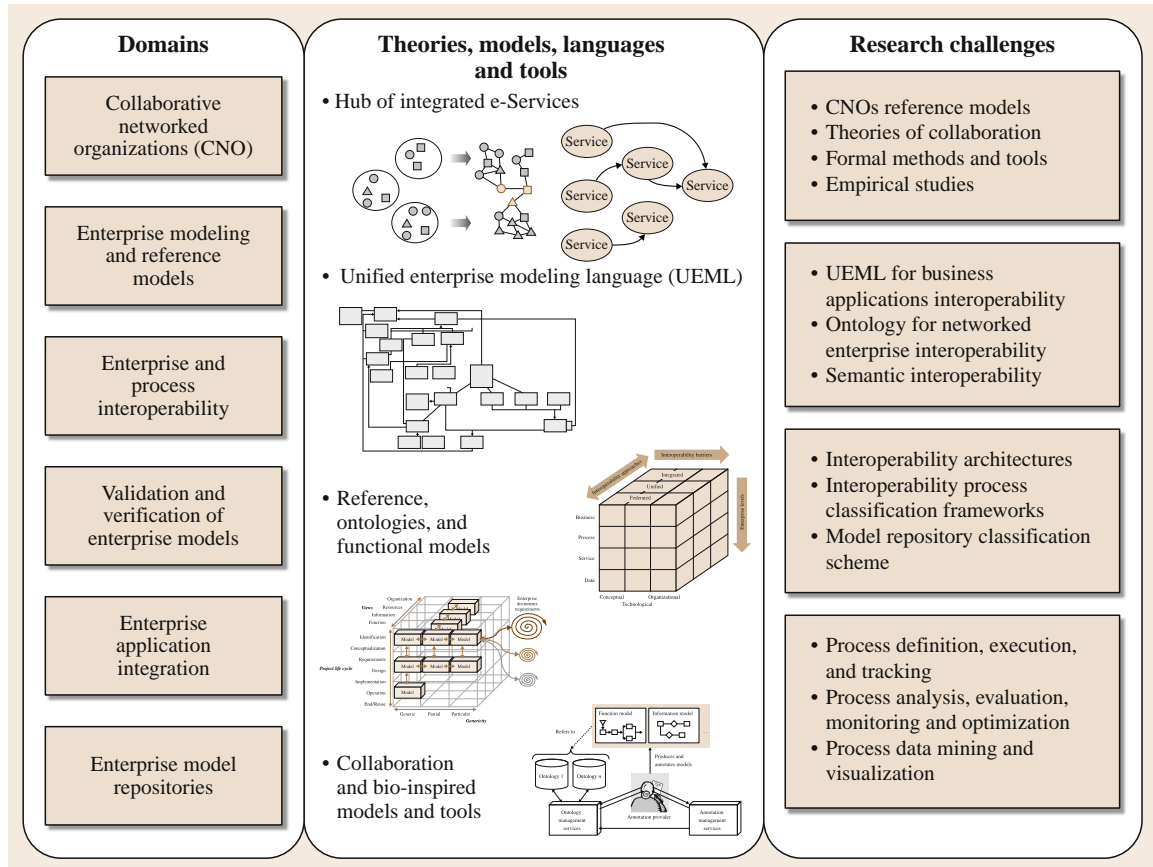 Domains
Collaborative
networked
organizations (CNO)
Enterprise modeling
and reference
models
Enterprise and
process
interoperability
Validation and
verification of
enterprise models
Enterprise
application
integration
Enterprise model
repositories
Theories, models, languages
and tools
• Hub of integrated e-Services
Service
Service
Service
Service
Service
Service
• Unified enterprise modeling language (UEML)
• Reference,
ontologies, and
functional models
Interoperability approaches
Interoperability barriers
Enterprise levels
Integrated
Unified
Federated
Business
Process
Service
Data
Conceptual
Organizational
Technological
Organization
Views
Resources
Information
Function
Enterprise
documents
requirements
Identification
Conceptualization
Requirements
Project life cycle
Design
Implementation
Operation
End/Reuse
Model
Model
Model
Model
Model
Model
Model
Generic
Partial
Particular
Genericity
• Collaboration
and bio-inspired
models and tools
Function model
Information model
...
Refers to
Produces and
annotates models
Ontology 1
Ontology n
Ontology
management
services
Annotation provider
Annotation
management
services
Research challenges
• CNOs reference models
• Theories of collaboration
• Formal methods and tools
• Empirical studies
• UEML for business
applications interoperability
• Ontology for networked
enterprise interoperability
• Semantic interoperability
• Interoperability architectures
• Interoperability process
classification frameworks
• Model repository classification
scheme
• Process definition, execution,
and tracking
• Process analysis, evaluation,
monitoring and optimization
• Process data mining and
visualization